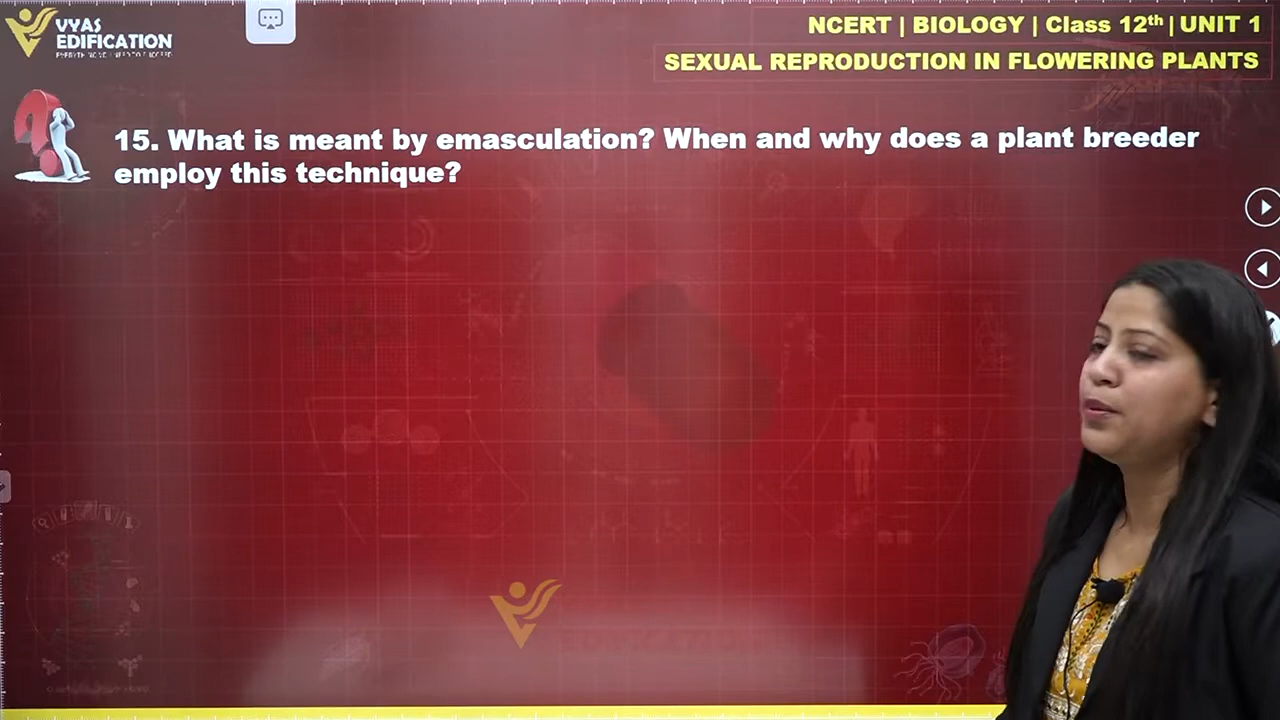 VYAS
EDIFICATION
NCERT | BIOLOGY | Class 12th | UNIT 1
SEXUAL REPRODUCTION IN FLOWERING PLANTS
15. What is meant by emasculation? When and why does a plant breeder
employ this technique?